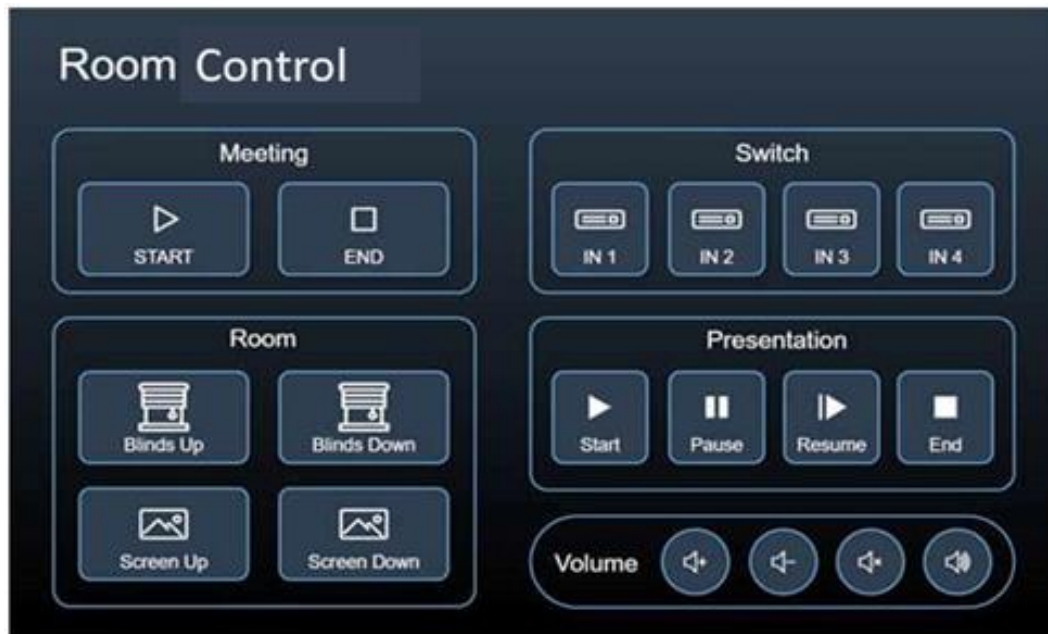 Room Control
Meeting
START
END
Switch
IN 1
IN 2
IN 3
IN 4
Room
Blinds Up
Blinds Down
Screen Up
Screen Down
Presentation
Start
Pause
Resume
End
Volume